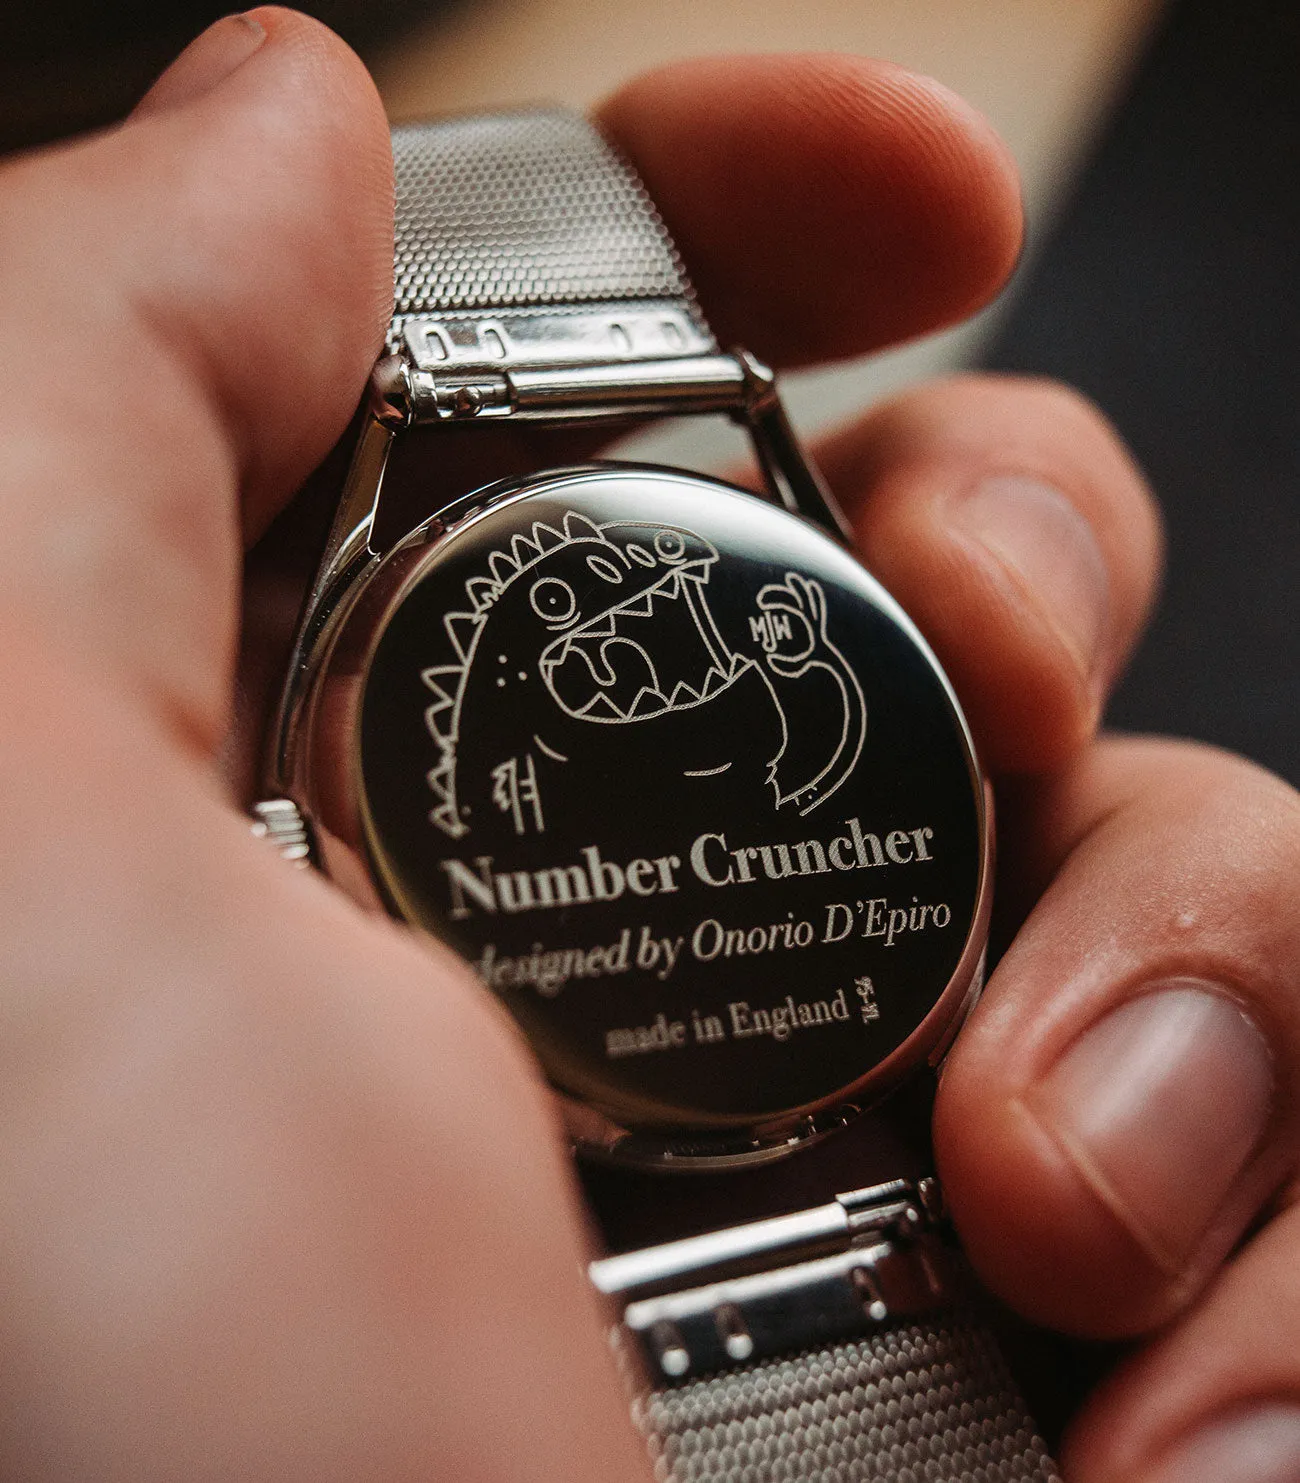 MJW
Number Cruncher
designed by Onorio D'Epiro
made in England